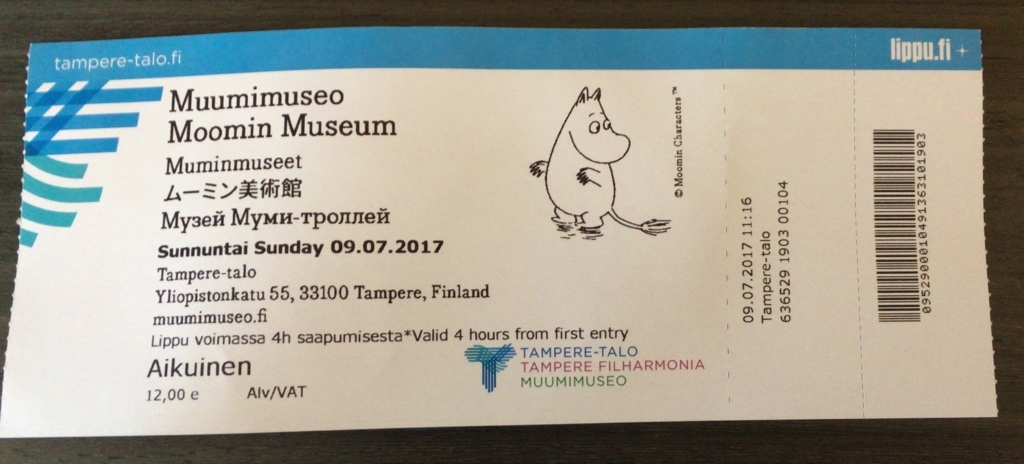 tampere-talo.fi
lippu.fi
Muumimuseo
Moomin Museum
Muminmuseet
ムーミン美術館
Музей Муми-троллей
Sunnuntai Sunday 09.07.2017
Tampere-talo
Yliopistonkatu 55, 33100 Tampere, Finland
muumimuseo.fi
Lippu voimassa 4h saapumisesta*Valid 4 hours from first entry
Aikuinen
12,00 e Alv/VAT
TAMPERE-TALO
TAMPERE FILHARMONIA
MUUMIMUSEO
© Moomin Characters™
09.07.2017 11:16
Tampere-talo
636529 1903 00104
0952900001049136310190​3